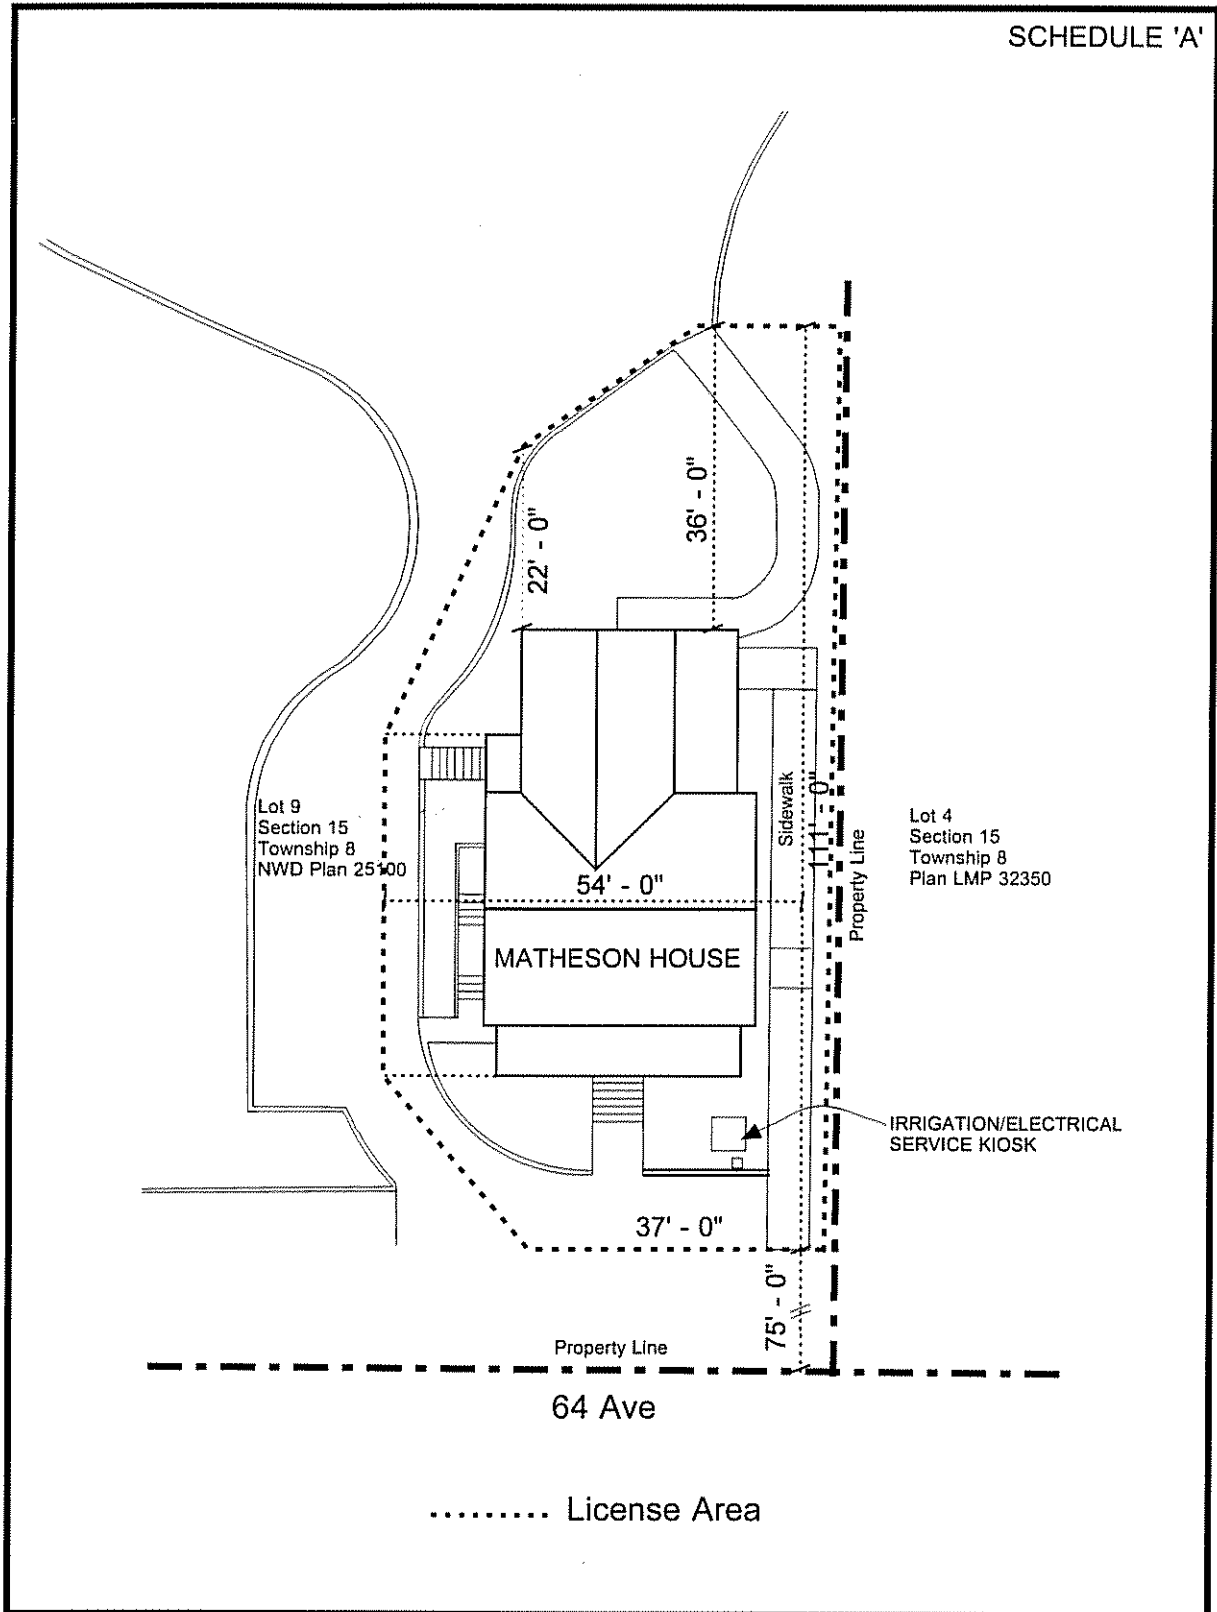 SCHEDULE 'A'
36' - 0"
22' - 0"
Lot 9
Section 15
Township 8
NWD Plan 25100
Sidewalk
111' - 0"
Property Line
Lot 4
Section 15
Township 8
Plan LMP 32350
54' - 0"
MATHESON HOUSE
IRRIGATION/ELECTRICAL
SERVICE KIOSK
37' - 0"
75' - 0"
Property Line
64 Ave
License Area